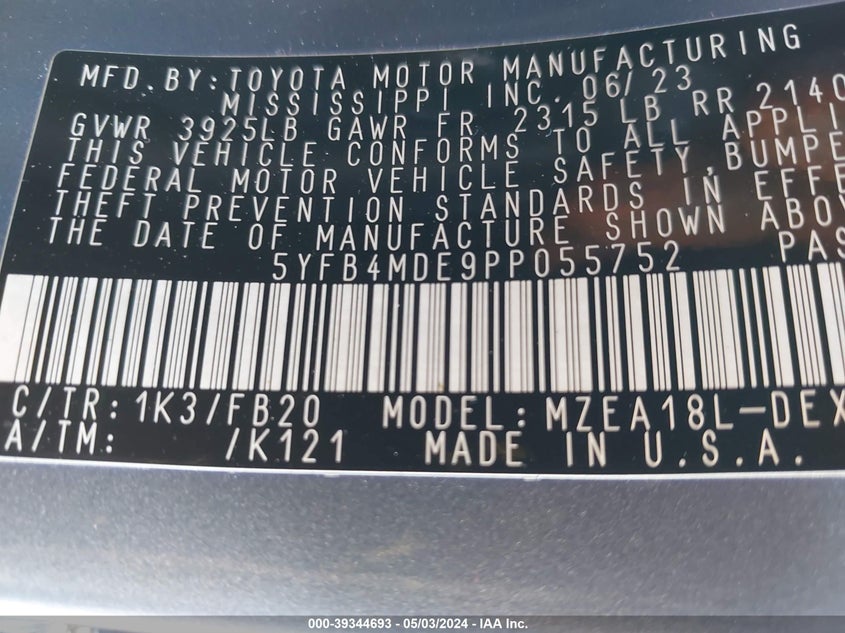 MFD.BY:TOYOTA MOTOR MANUFACTURING
MISSISSIPPI INC. 06/23
GVWR 3925LB GAWR FR 2315 LB RR 2140
THIS VEHICLE CONFORMS TO ALL APPLI
FEDERAL MOTOR VEHICLE SAFETY,BUMPE
THEFT PREVENTION STANDARDS IN EFFE
THE DATE OF MANUFACTURE SHOWN ABOV
5YFB4MDE9PP055752 PAS
C/TR:1K3/FB20 MODEL:MZEA18L-DEX
A/TM: /K121 MADE IN U.S.A.
000-39344693 - 05/03/2024 - IAA Inc.